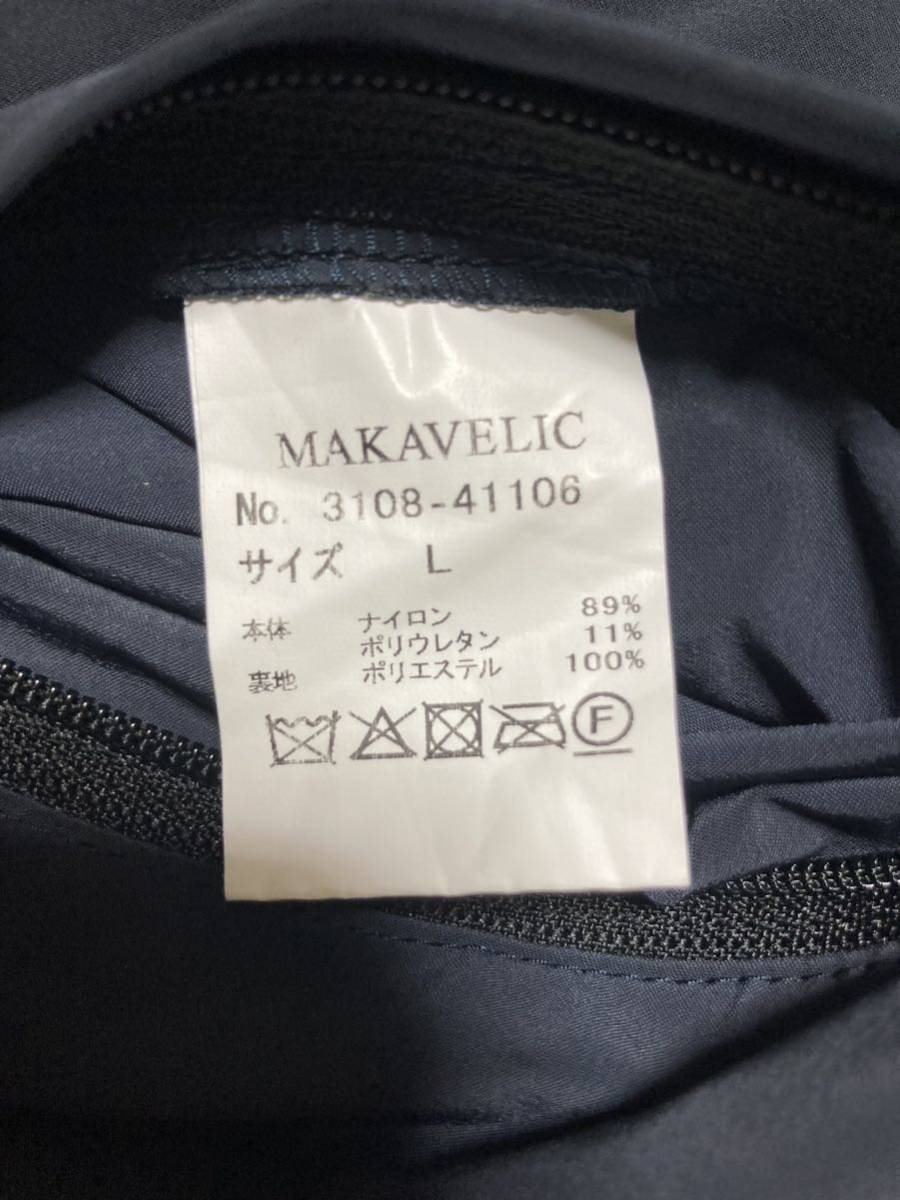 MAKAVELIC
No. 3108-41106
サイズ L
本体 ナイロン 89%
ポリウレタン 11%
裏地 ポリエステル 100%
F